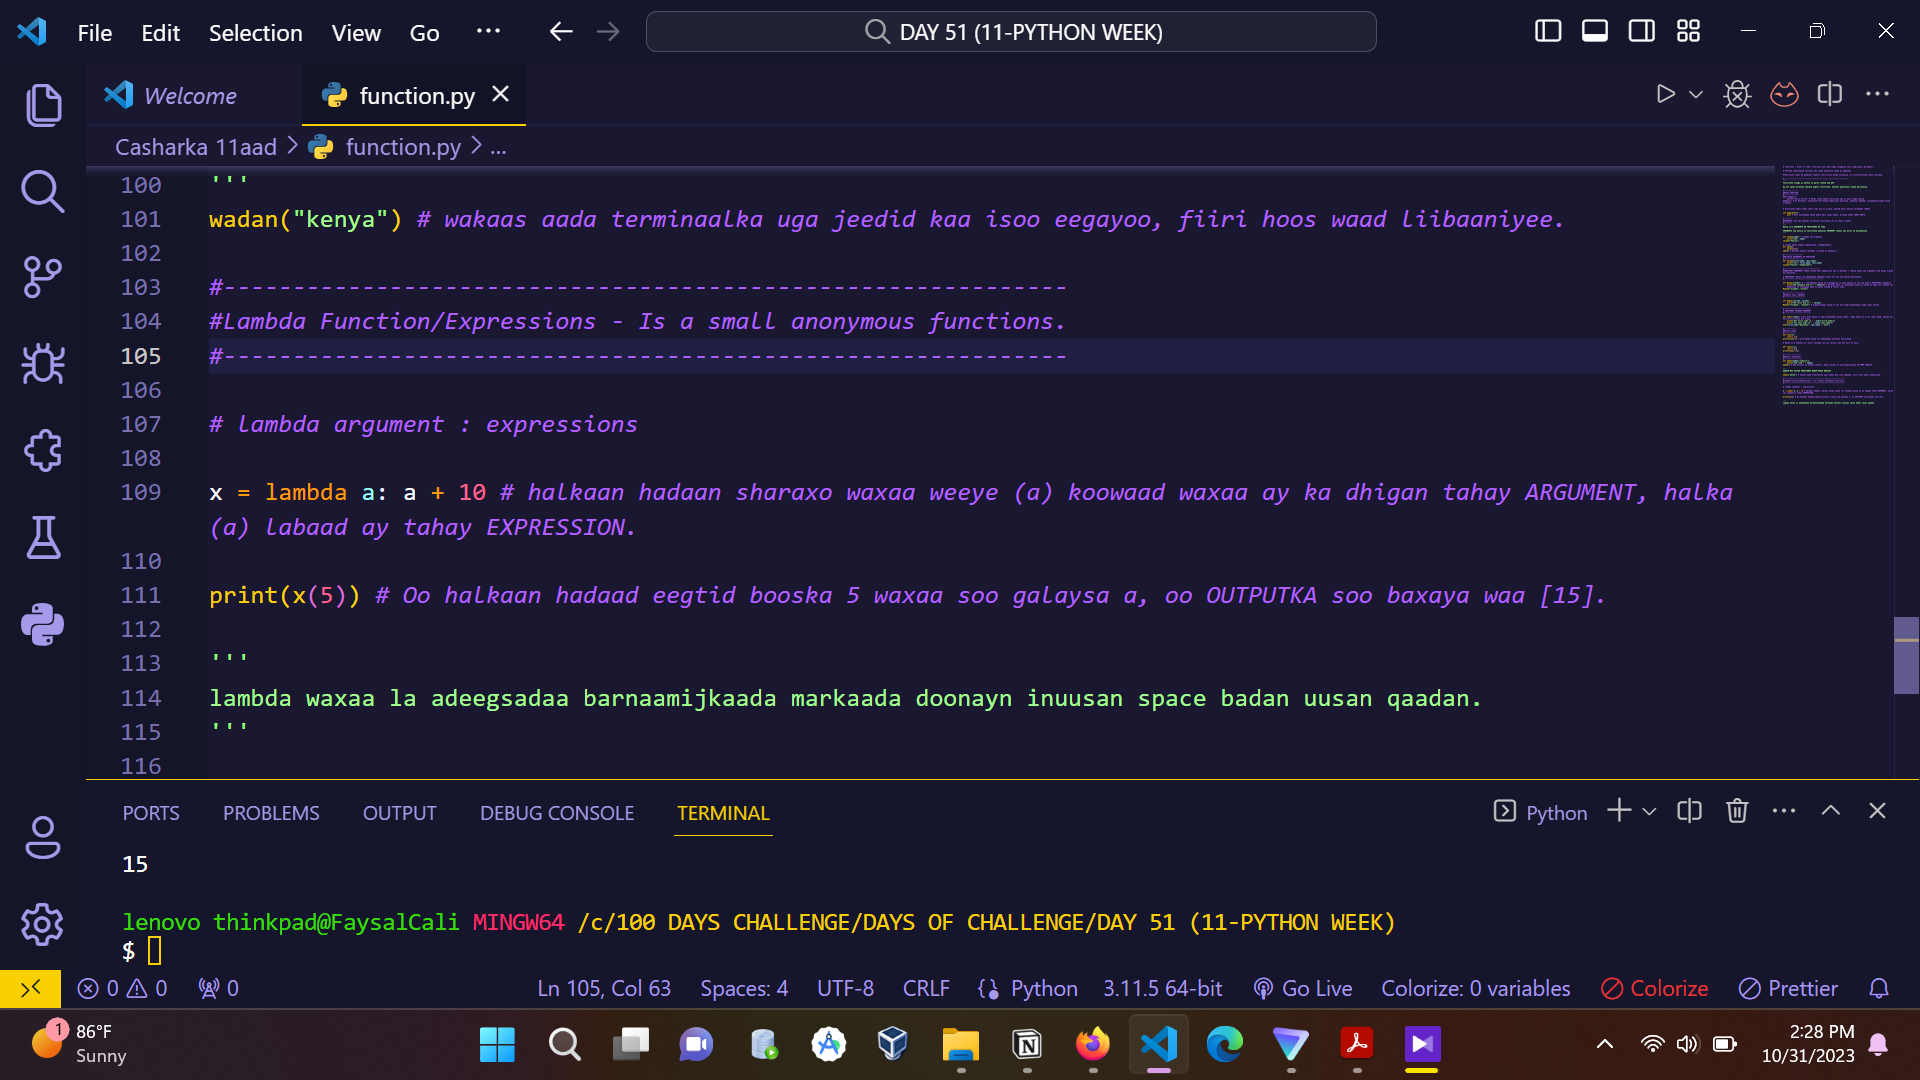 File Edit Selection View Go ··· DAY 51 (11-PYTHON WEEK)
Welcome function.py
Casharka 11aad > function.py > ...
100 '''
101 wadan("kenya") # wakaas aada terminaalka uga jeedid kaa isoo eegayoo, fiiri hoos waad liibaaniyee.
102
103 #-------------------------------------------------------------
104 #Lambda Function/Expressions - Is a small anonymous functions.
105 #-------------------------------------------------------------
106
107 # lambda argument : expressions
108
109 x = lambda a: a + 10 # halkaan hadaan sharaxo waxaa weeye (a) koowaad waxaa ay ka dhigan tahay ARGUMENT, halka
(a) labaad ay tahay EXPRESSION.
110
111 print(x(5)) # Oo halkaan hadaad eegtid booska 5 waxaa soo galaysa a, oo OUTPUTKA soo baxaya waa [15].
112
113 '''
114 lambda waxaa la adeegsadaa barnaamijkaada markaada doonayn inuusan space badan uusan qaadan.
115 '''
116
PORTS PROBLEMS OUTPUT DEBUG CONSOLE TERMINAL Python
15
lenovo thinkpad@FaysalCali MINGW64 /c/100 DAYS CHALLENGE/DAYS OF CHALLENGE/DAY 51 (11-PYTHON WEEK)
$
0 0 0 Ln 105, Col 63 Spaces: 4 UTF-8 CRLF Python 3.11.5 64-bit Go Live Colorize: 0 variables Colorize Prettier
1 86°F 2:28 PM
Sunny 10/31/2023